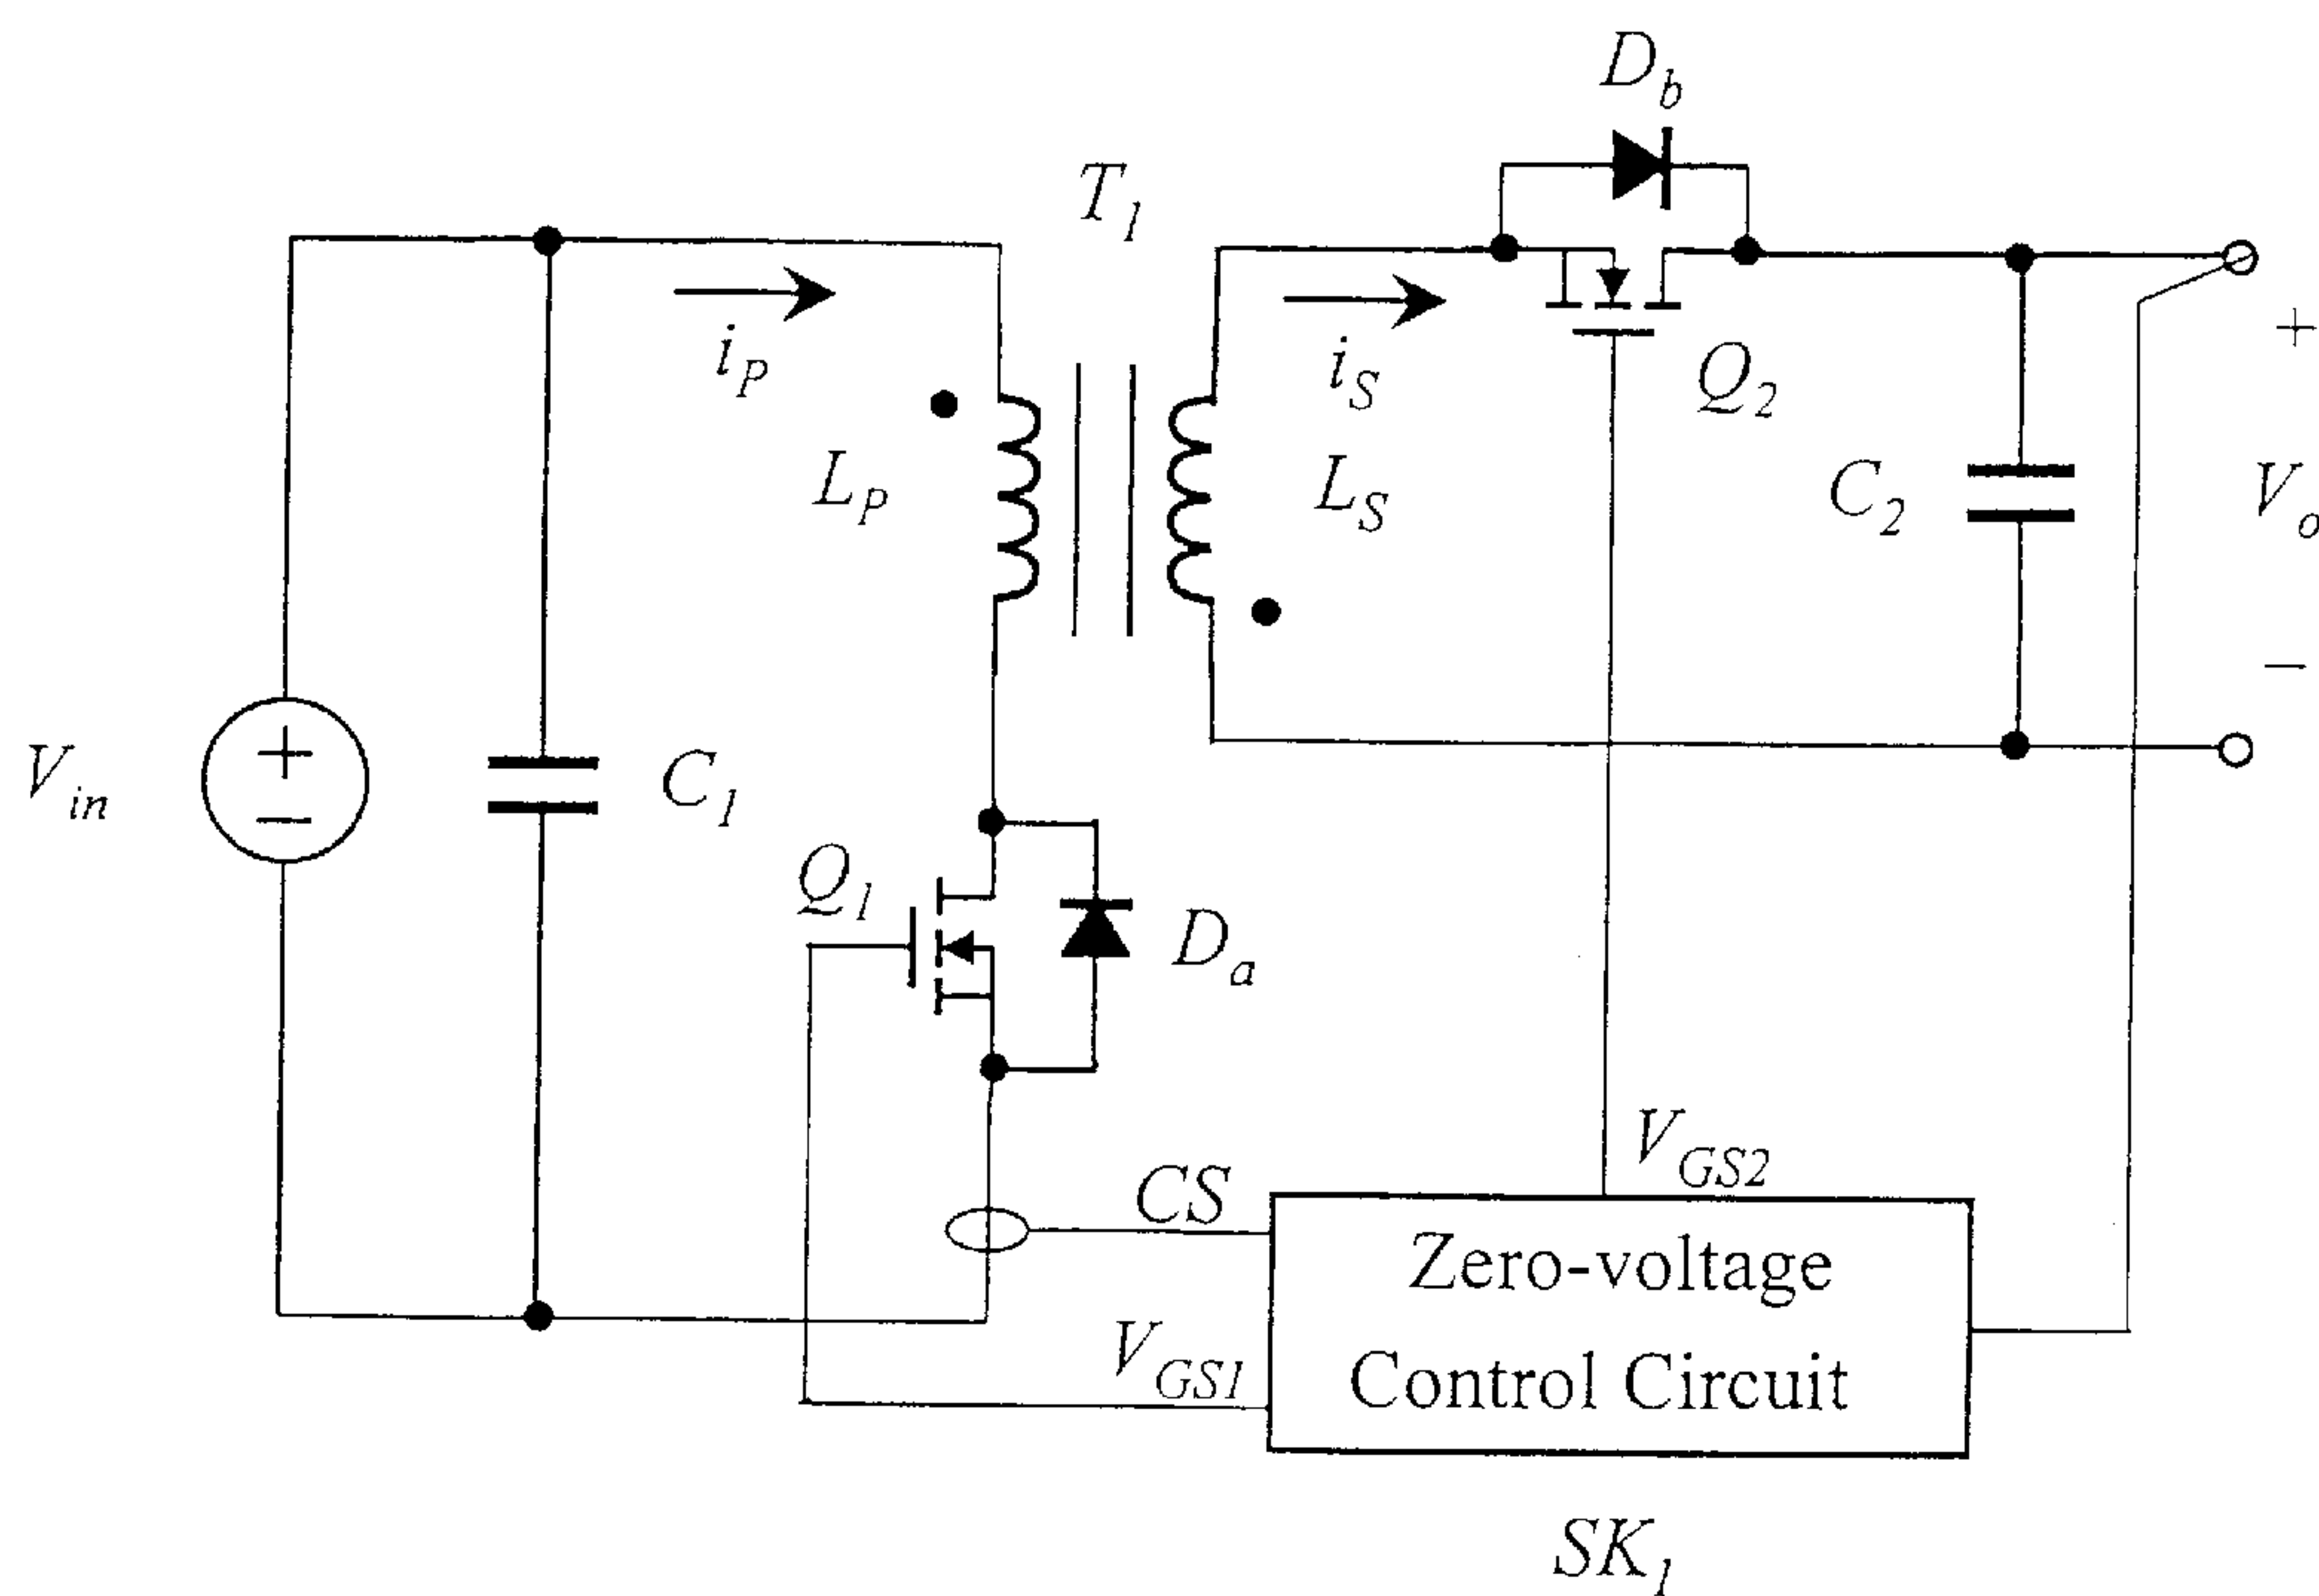 D_b
T_1
i_P
i_S
Q_2
L_P
L_S
C_2
+
V_o
−
V_in
+
−
C_1
Q_1
D_a
V_GS2
CS
V_GS1
Zero-voltage
Control Circuit
SK_1